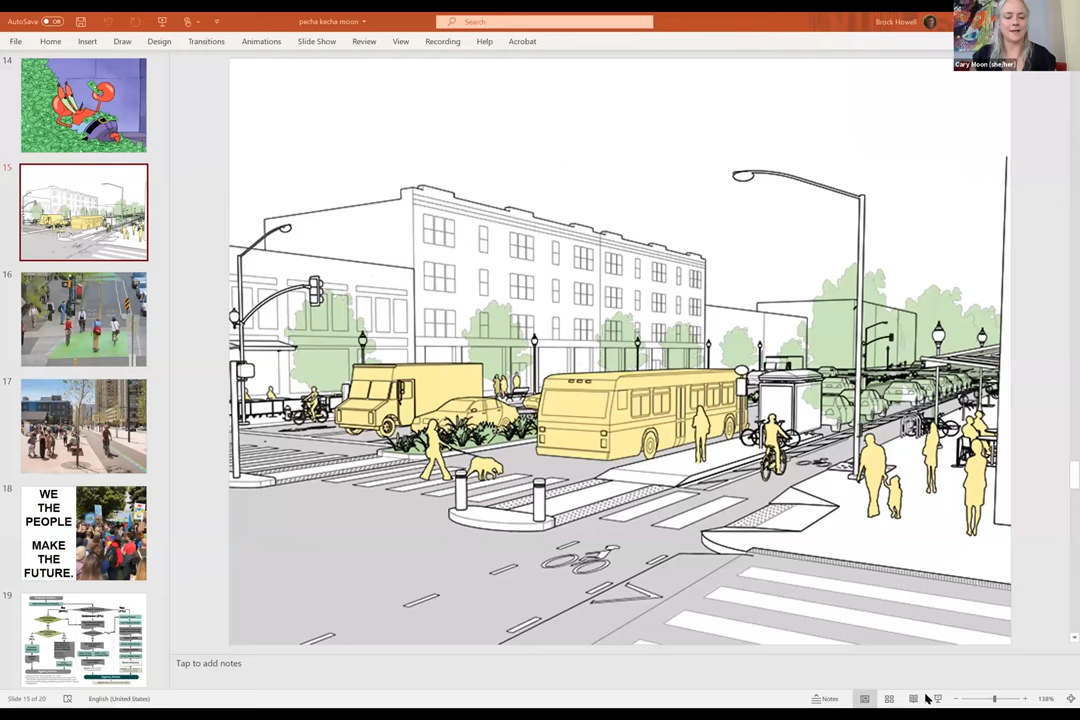 AutoSave
Off
pecha kecha moon
Search
Brock Howell
File
Home
Insert
Draw
Design
Transitions
Animations
Slide Show
Review
View
Recording
Help
Acrobat
Cary Moon (she/her)
14
15
16
17
18
WE
THE
PEOPLE
MAKE
THE
FUTURE.
19
Tap to add notes
Slide 15 of 20
English (United States)
Notes
138%